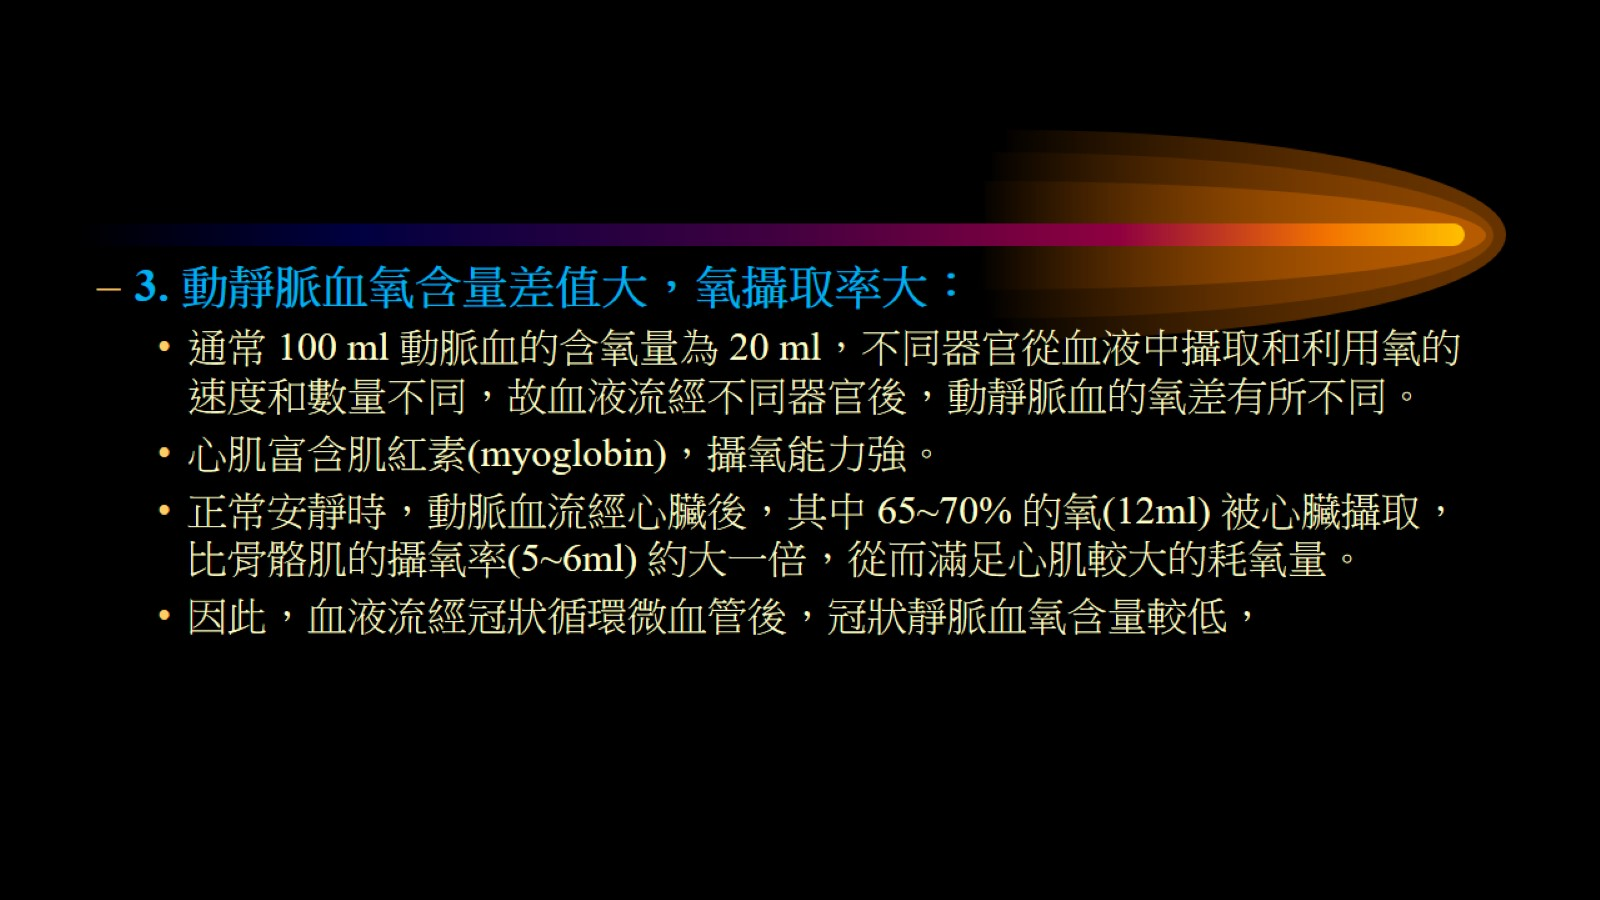 – 3. 動靜脈血氧含量差值大，氧攝取率大：
• 通常 100 ml 動脈血的含氧量為 20 ml，不同器官從血液中攝取和利用氧的
速度和數量不同，故血液流經不同器官後，動靜脈血的氧差有所不同。
• 心肌富含肌紅素(myoglobin)，攝氧能力強。
• 正常安靜時，動脈血流經心臟後，其中 65~70% 的氧(12ml) 被心臟攝取，
比骨骼肌的攝氧率(5~6ml) 約大一倍，從而滿足心肌較大的耗氧量。
• 因此，血液流經冠狀循環微血管後，冠狀靜脈血氧含量較低，